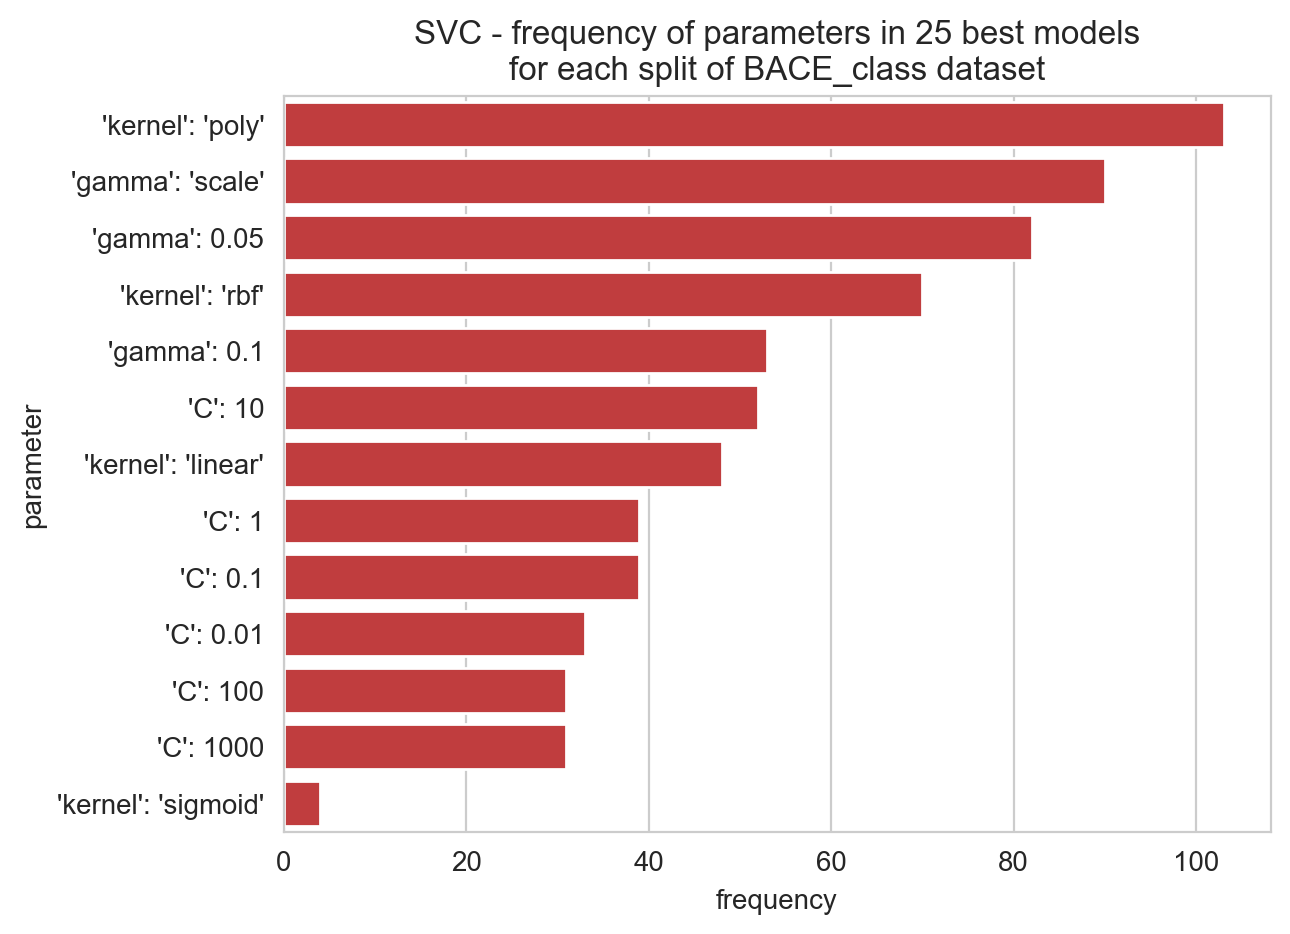 SVC - frequency of parameters in 25 best models
for each split of BACE_class dataset
parameter
'kernel': 'poly'
'gamma': 'scale'
'gamma': 0.05
'kernel': 'rbf'
'gamma': 0.1
'C': 10
'kernel': 'linear'
'C': 1
'C': 0.1
'C': 0.01
'C': 100
'C': 1000
'kernel': 'sigmoid'
0 20 40 60 80 100
frequency